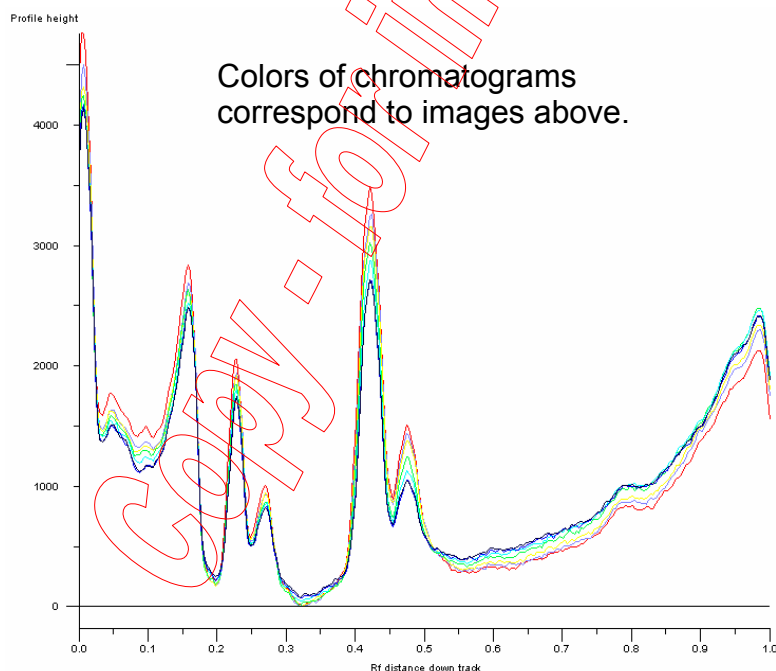 Profile height
Colors of chromatograms
correspond to images above.
4000
3000
2000
1000
0
0.0 0.1 0.2 0.3 0.4 0.5 0.6 0.7 0.8 0.9 1.0
Rf distance down track
Copy - for in